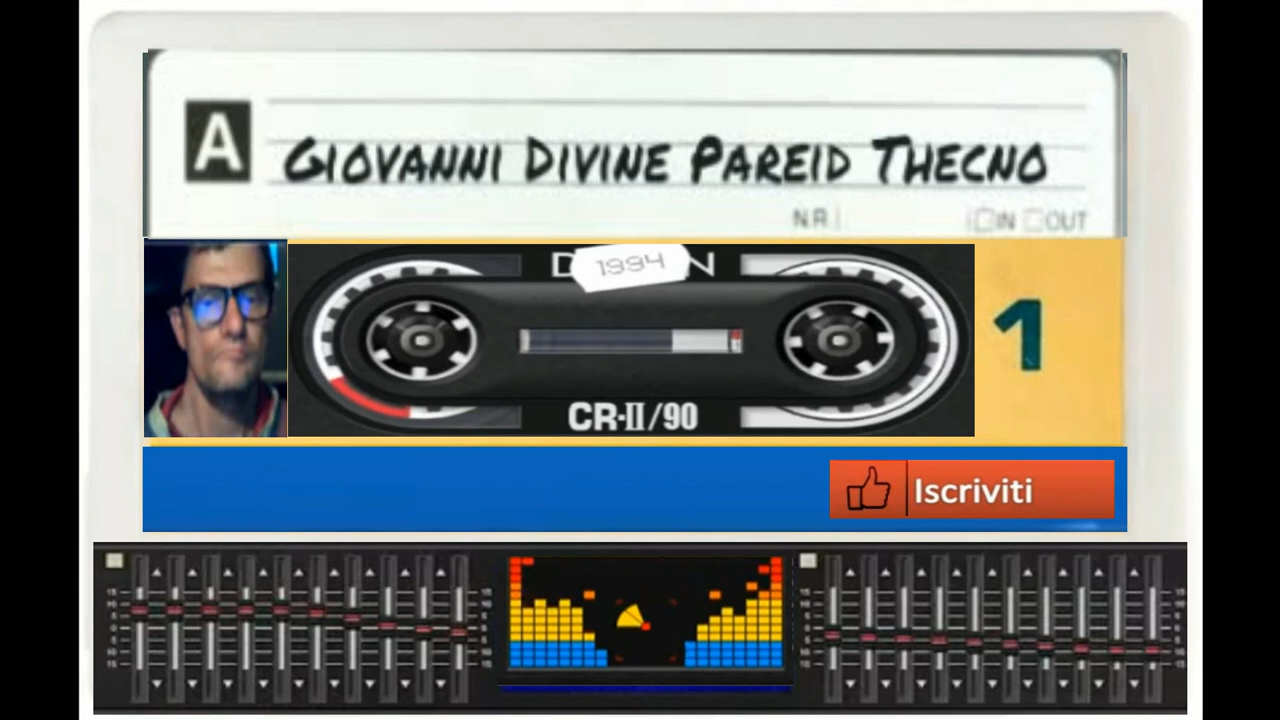 A GIOVANNI DIVINE PAREID THECNO
N.R IN OUT
1994
CR-II/90
1
Iscriviti